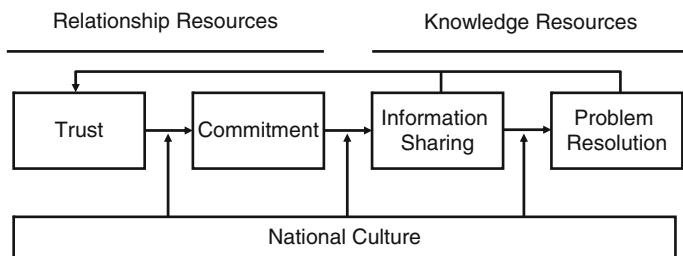 Relationship Resources
Knowledge Resources
Trust
Commitment
Information
Sharing
Problem
Resolution
National Culture